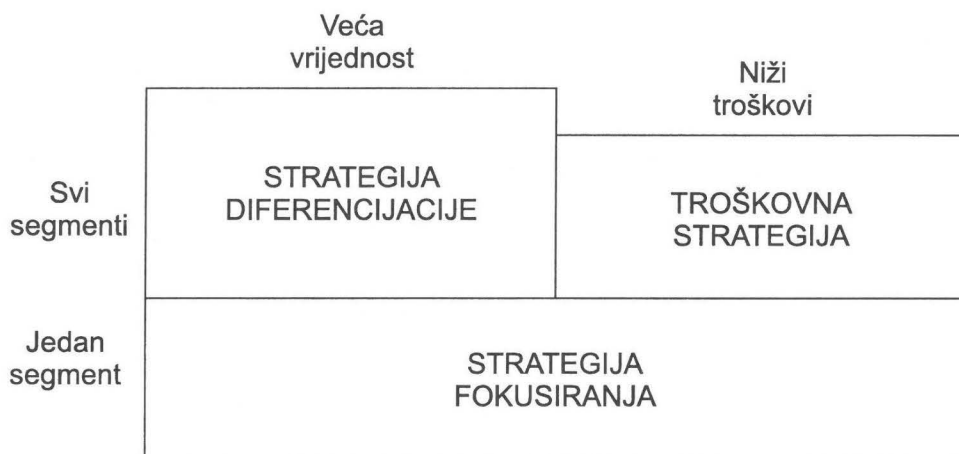 Veća
vrijednost
Niži
troškovi
Svi
segmenti
STRATEGIJA
DIFERENCIJACIJE
TROŠKOVNA
STRATEGIJA
Jedan
segment
STRATEGIJA
FOKUSIRANJA